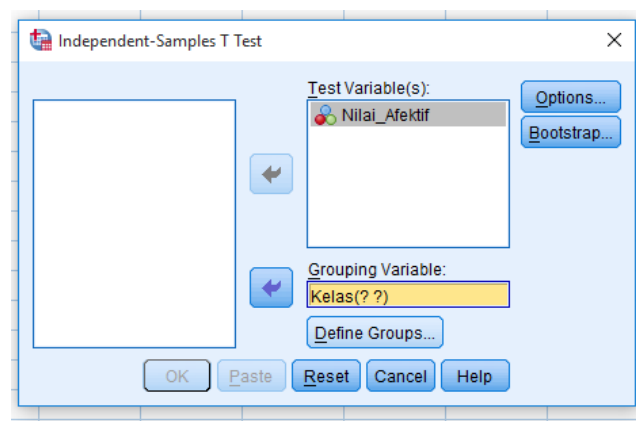 Independent-Samples T Test
Test Variable(s):
Nilai_Afektif
Options...
Bootstrap...
Grouping Variable:
Kelas(? ?)
Define Groups...
OK Paste Reset Cancel Help